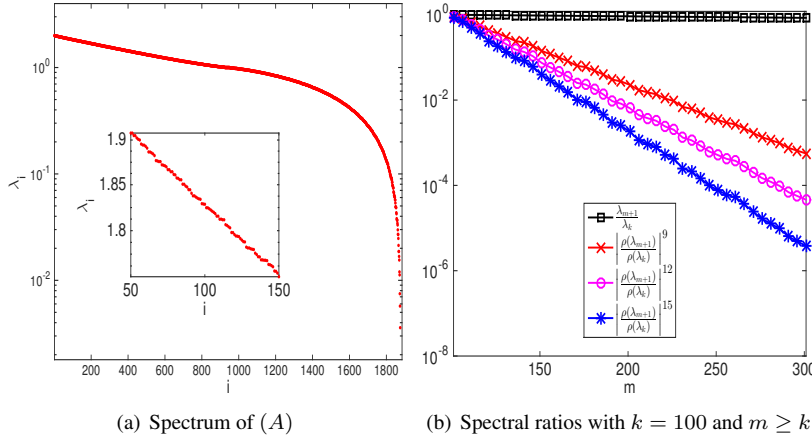 10^0
10^{-1}
10^{-2}
λ_i
200 400 600 800 1000 1200 1400 1600 1800
i
1.9
1.85
1.8
λ_i
50 100 150
i
(a) Spectrum of (A)
10^0
10^{-2}
10^{-4}
10^{-6}
10^{-8}
150 200 250 300
m
λ_{m+1}/λ_k
|ρ(λ_{m+1})/ρ(λ_k)|^9
|ρ(λ_{m+1})/ρ(λ_k)|^{12}
|ρ(λ_{m+1})/ρ(λ_k)|^{15}
(b) Spectral ratios with k = 100 and m ≥ k